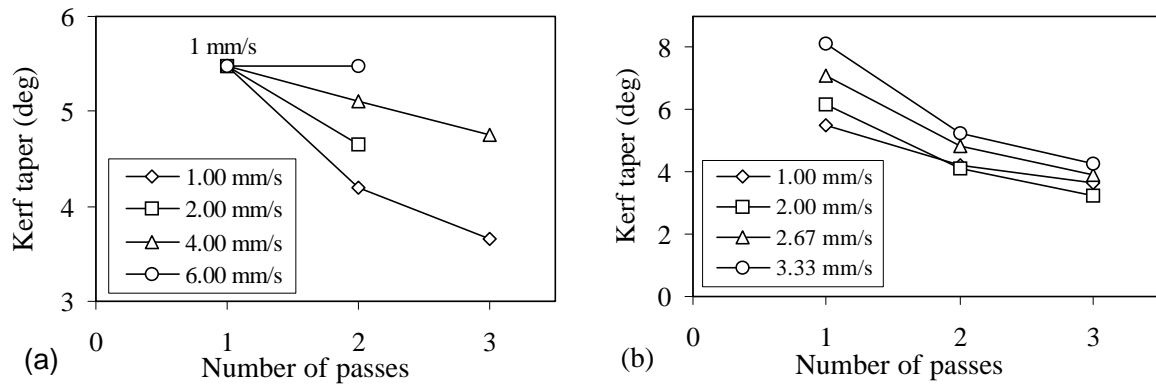 6
5
4
3
Kerf taper (deg)
1 mm/s
1.00 mm/s
2.00 mm/s
4.00 mm/s
6.00 mm/s
0 1 2 3
Number of passes
(a)
8
6
4
2
0
Kerf taper (deg)
1.00 mm/s
2.00 mm/s
2.67 mm/s
3.33 mm/s
0 1 2 3
Number of passes
(b)